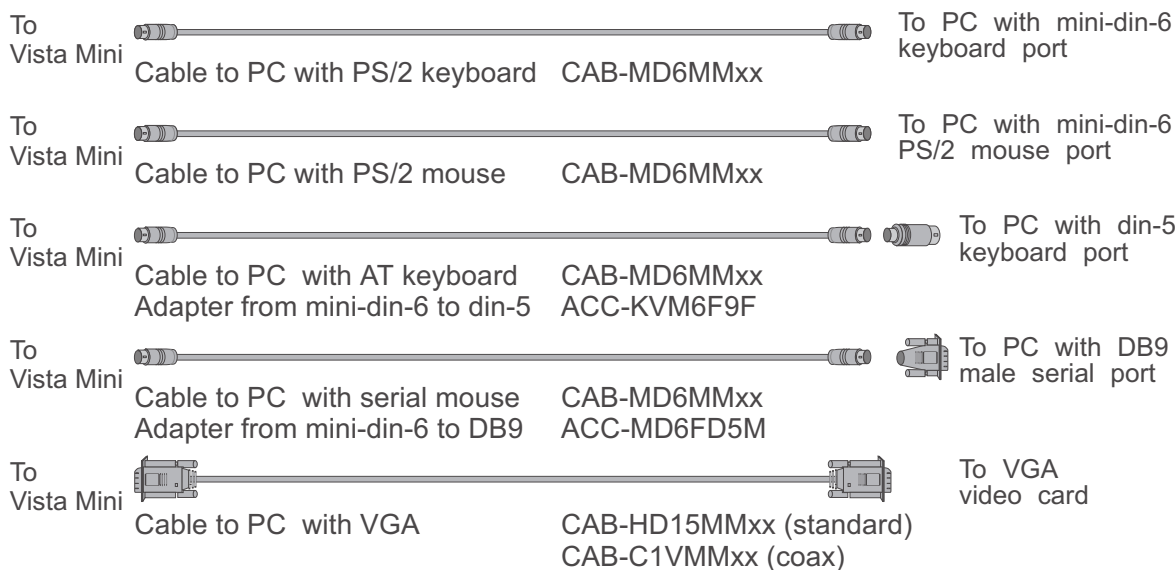 To
Vista Mini
To PC with mini-din-6
keyboard port
Cable to PC with PS/2 keyboard CAB-MD6MMxx
To
Vista Mini
To PC with mini-din-6
PS/2 mouse port
Cable to PC with PS/2 mouse CAB-MD6MMxx
To
Vista Mini
To PC with din-5
keyboard port
Cable to PC with AT keyboard CAB-MD6MMxx
Adapter from mini-din-6 to din-5 ACC-KVM6F9F
To
Vista Mini
To PC with DB9
male serial port
Cable to PC with serial mouse CAB-MD6MMxx
Adapter from mini-din-6 to DB9 ACC-MD6FD5M
To
Vista Mini
To VGA
video card
Cable to PC with VGA CAB-HD15MMxx (standard)
CAB-C1VMMxx (coax)